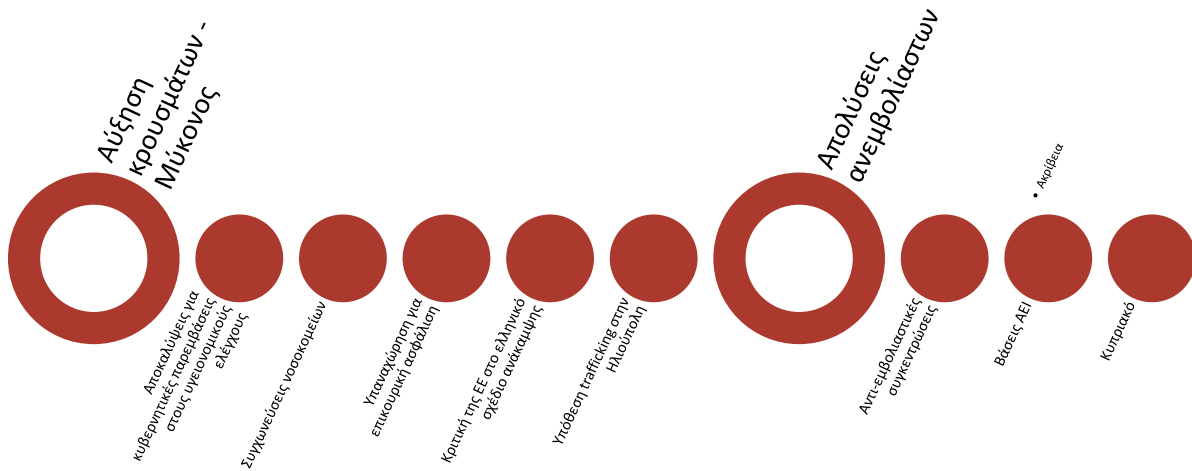 Αύξηση
κρουσμάτων -
Μύκονος
Αποκαλύψεις για
κυβερνητικές παρεμβάσεις
στους υγειονομικούς
ελέγχους
Συγχωνεύσεις νοσοκομείων
Υπαναχώρηση για
επικουρική ασφάλιση
Κριτική της ΕΕ στο ελληνικό
σχέδιο ανάκαμψης
Υπόθεση trafficking στην
Ηλιούπολη
Απολύσεις
ανεμβολίαστων
Αντι-εμβολιαστικές
συγκεντρώσεις
• Ακρίβεια
Βάσεις ΑΕΙ
Κυπριακό